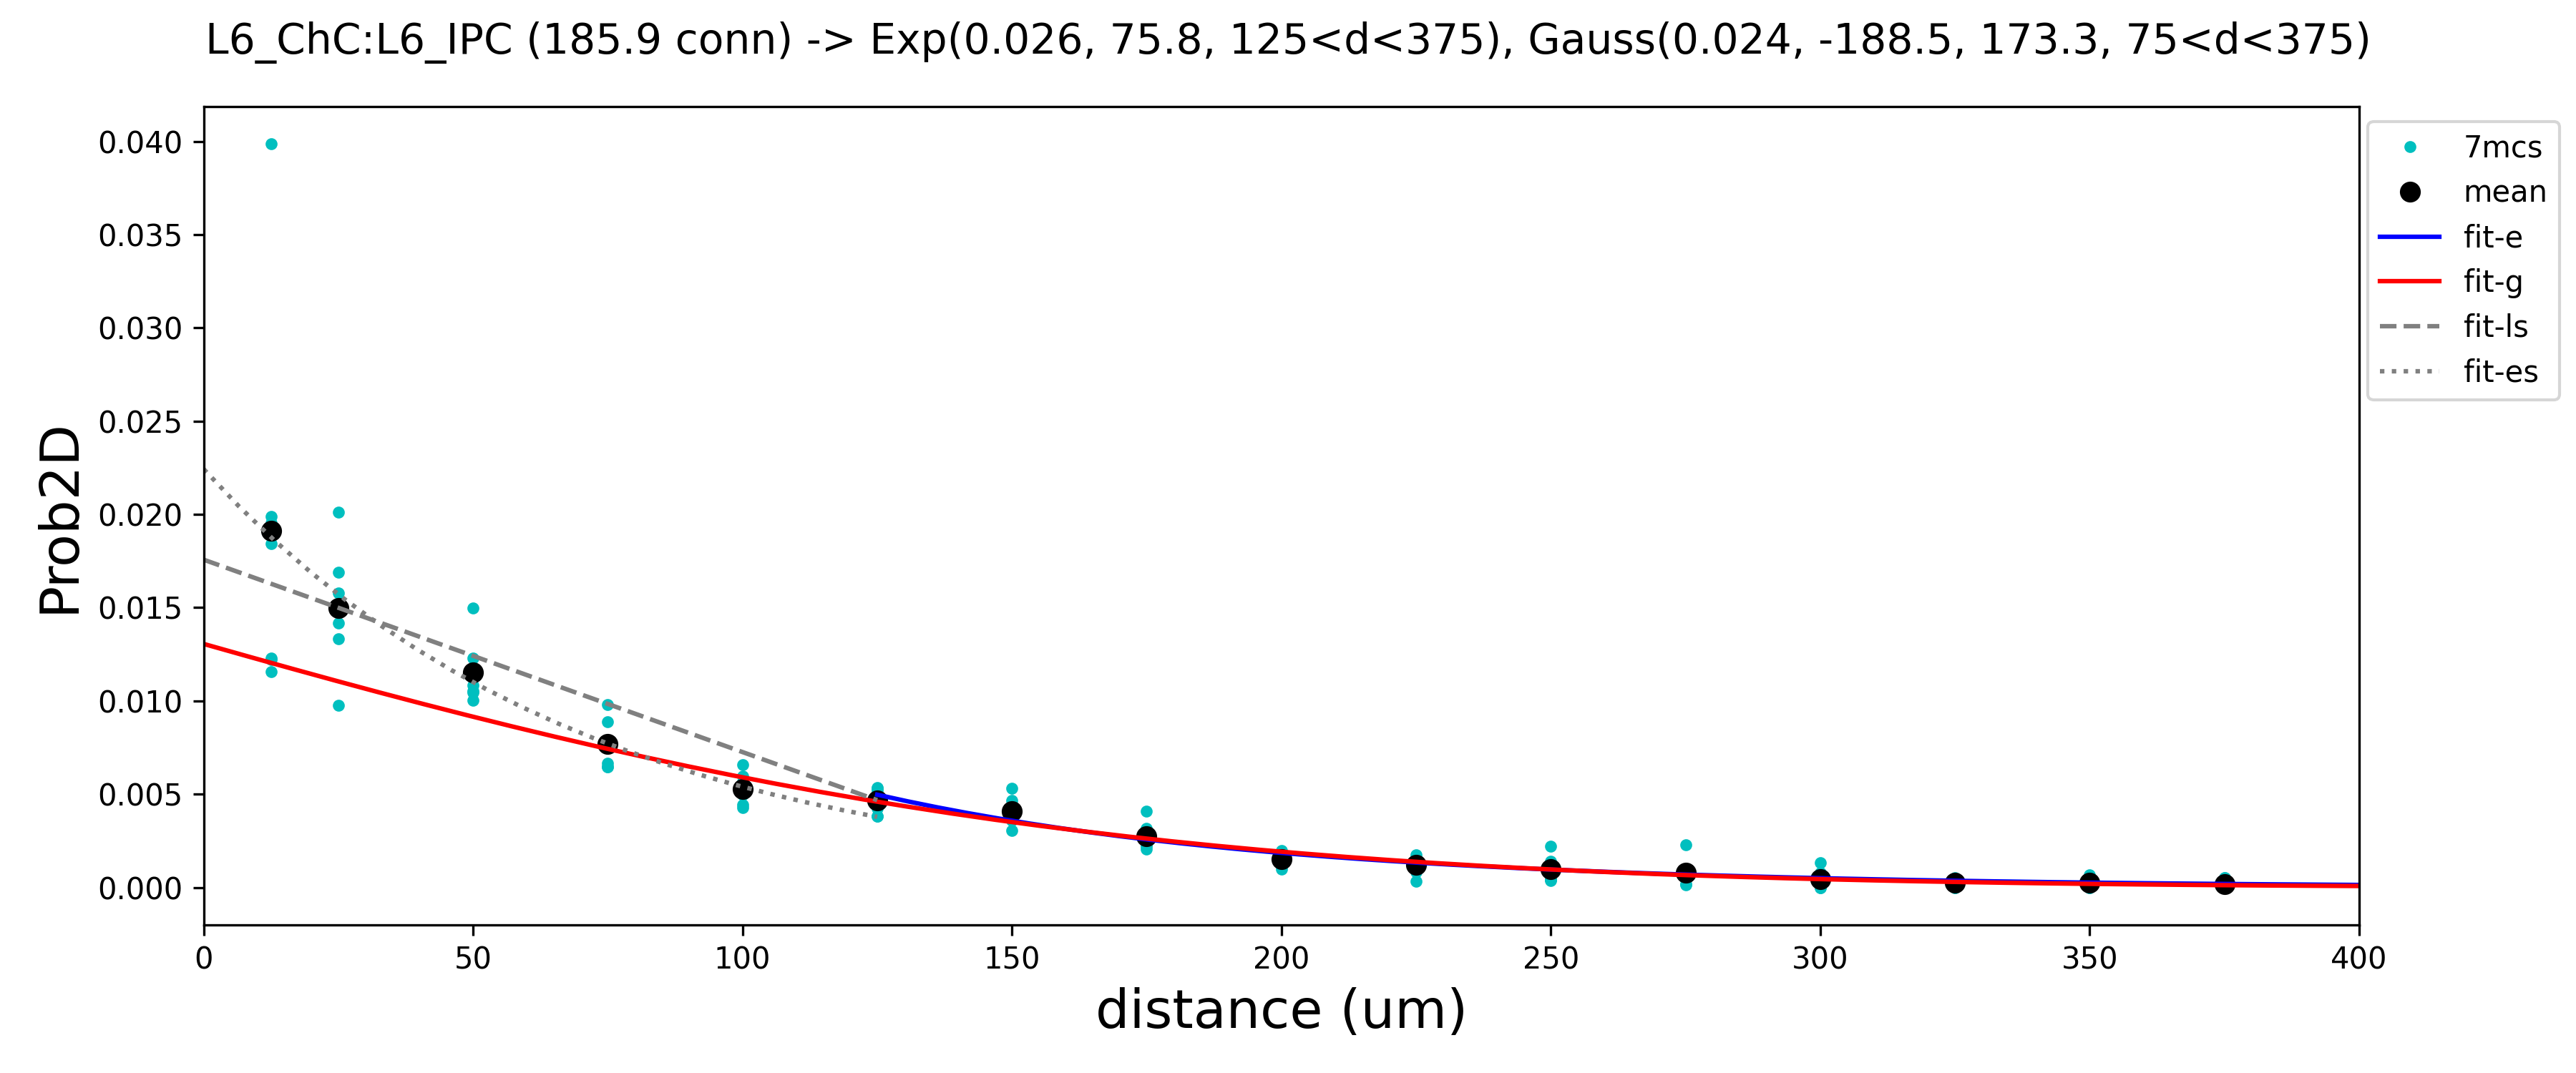 L6_ChC:L6_IPC (185.9 conn) -> Exp(0.026, 75.8, 125<d<375), Gauss(0.024, -188.5, 173.3, 75<d<375)
0.040
0.035
0.030
0.025
0.020
0.015
0.010
0.005
0.000
Prob2D
0 50 100 150 200 250 300 350 400
distance (um)
7mcs
mean
fit-e
fit-g
fit-ls
fit-es